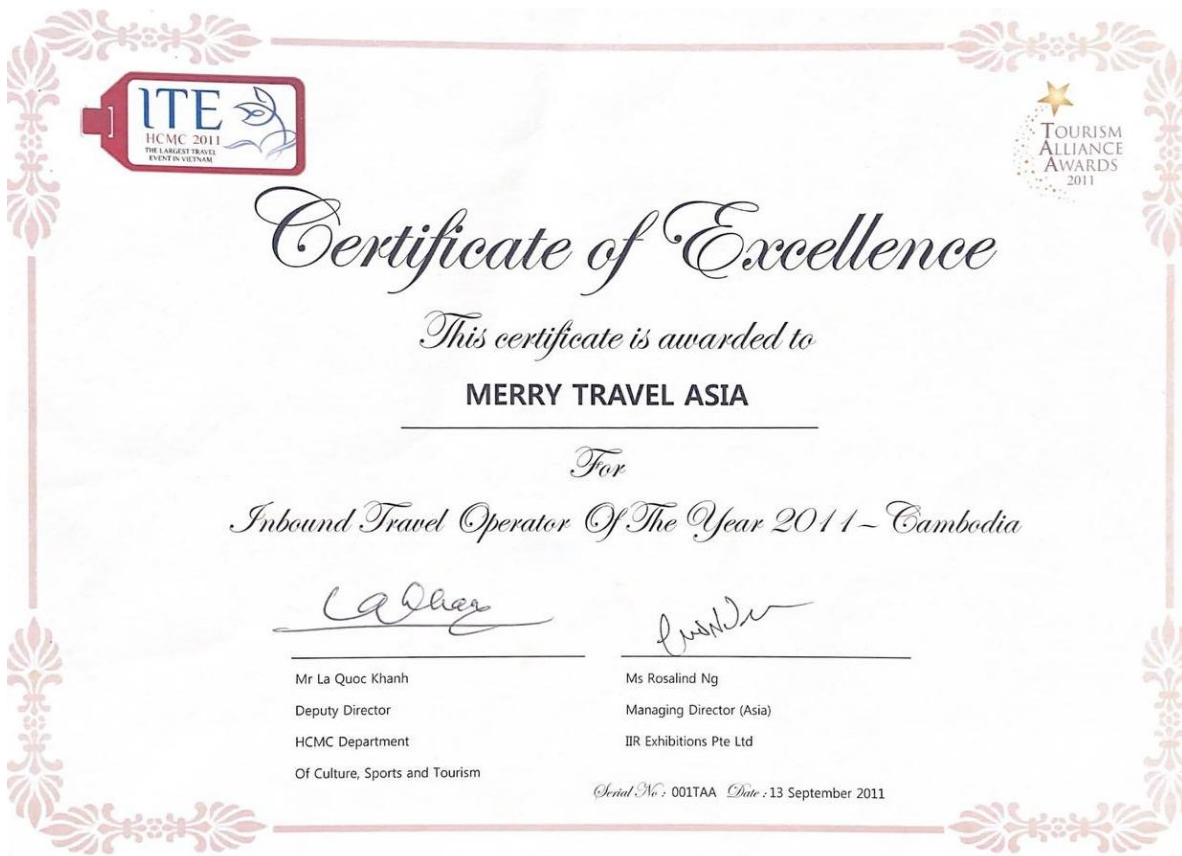 ITE
HCMC 2011
THE LARGEST TRAVEL
EVENT IN VIETNAM
TOURISM
ALLIANCE
AWARDS
2011
Certificate of Excellence
This certificate is awarded to
MERRY TRAVEL ASIA
For
Inbound Travel Operator Of The Year 2011 – Cambodia
Mr La Quoc Khanh
Deputy Director
HCMC Department
Of Culture, Sports and Tourism
Ms Rosalind Ng
Managing Director (Asia)
IIR Exhibitions Pte Ltd
Serial No : 001TAA Date : 13 September 2011